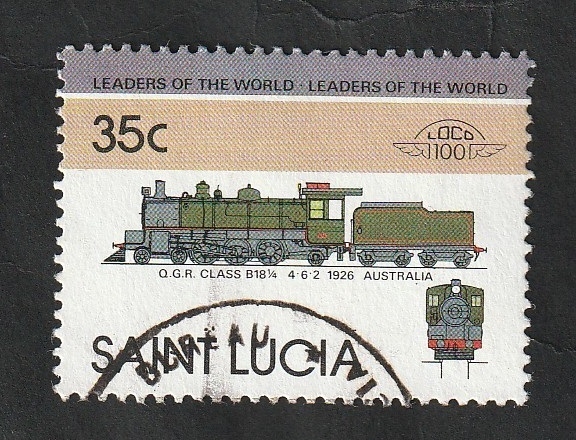 LEADERS OF THE WORLD · LEADERS OF THE WORLD
35C
LOCO
100
Q.G.R. CLASS B18¼ 4·6·2 1926 AUSTRALIA
SAINT LUCIA